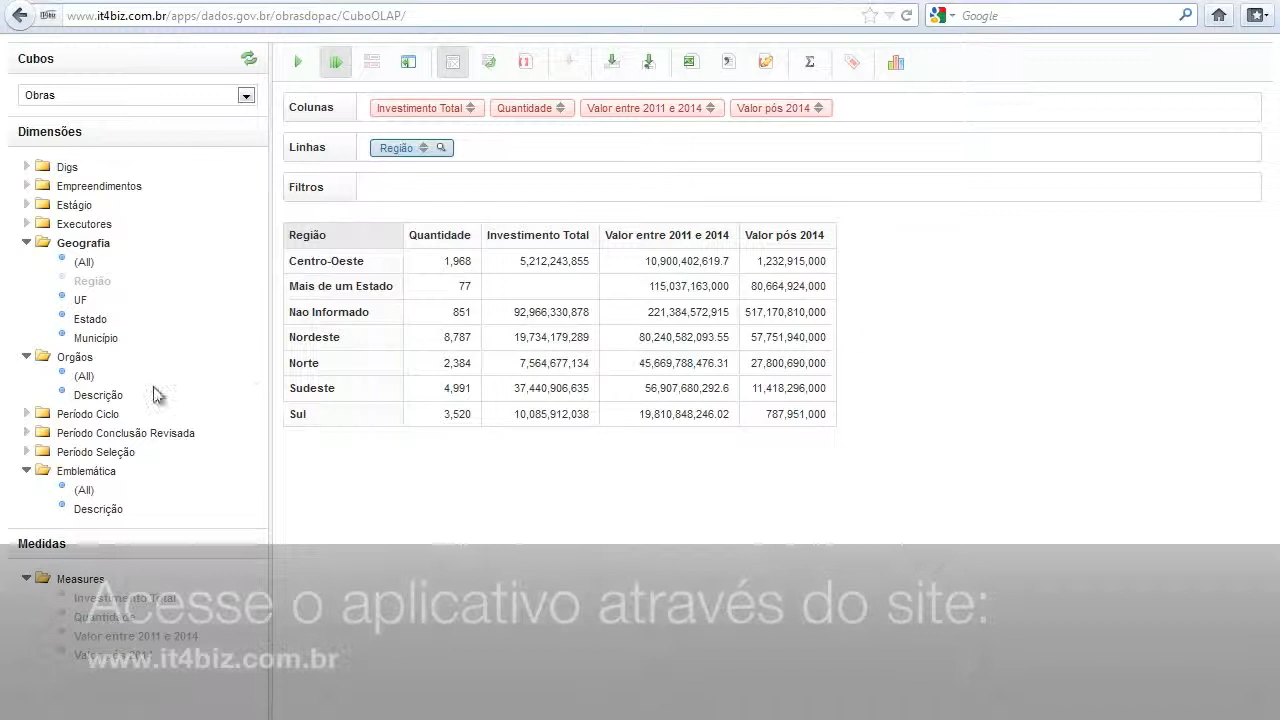 www.it4biz.com.br/apps/dados.gov.br/obrasdopac/CuboOLAP/
Google
Cubos
Obras
Dimensões
Digs
Empreendimentos
Estágio
Executores
Geografia
(All)
Região
UF
Estado
Município
Orgãos
(All)
Descrição
Período Ciclo
Período Conclusão Revisada
Período Seleção
Emblemática
(All)
Descrição
Medidas
Measures
Investimento Total
Quantidade
Valor entre 2011 e 2014
Colunas Investimento Total Quantidade Valor entre 2011 e 2014 Valor pós 2014
Linhas Região
Filtros
Região Quantidade Investimento Total Valor entre 2011 e 2014 Valor pós 2014
Centro-Oeste 1,968 5,212,243,855 10,900,402,619.7 1,232,915,000
Mais de um Estado 77 115,037,163,000 80,664,924,000
Nao Informado 851 92,966,330,878 221,384,572,915 517,170,810,000
Nordeste 8,787 19,734,179,289 80,240,582,093.55 57,751,940,000
Norte 2,384 7,564,677,134 45,669,788,476.31 27,800,690,000
Sudeste 4,991 37,440,906,635 56,907,680,292.6 11,418,296,000
Sul 3,520 10,085,912,038 19,810,848,246.02 787,951,000
Acesse o aplicativo através do site:
www.it4biz.com.br